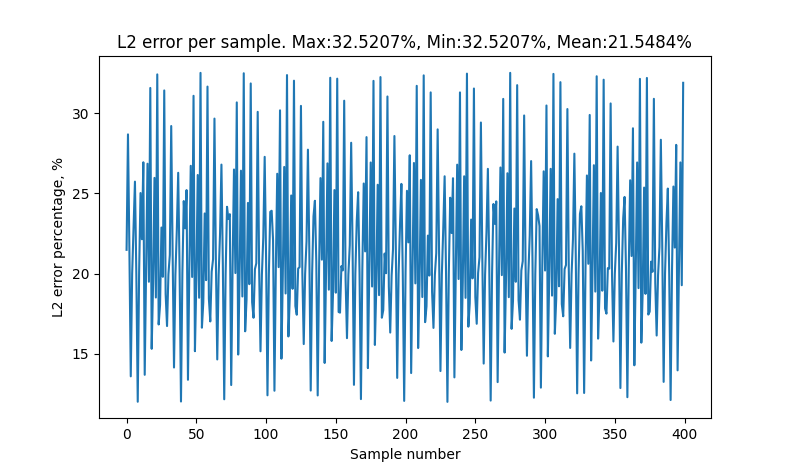 L2 error per sample. Max:32.5207%, Min:32.5207%, Mean:21.5484%
L2 error percentage, %
30
25
20
15
0 50 100 150 200 250 300 350 400
Sample number